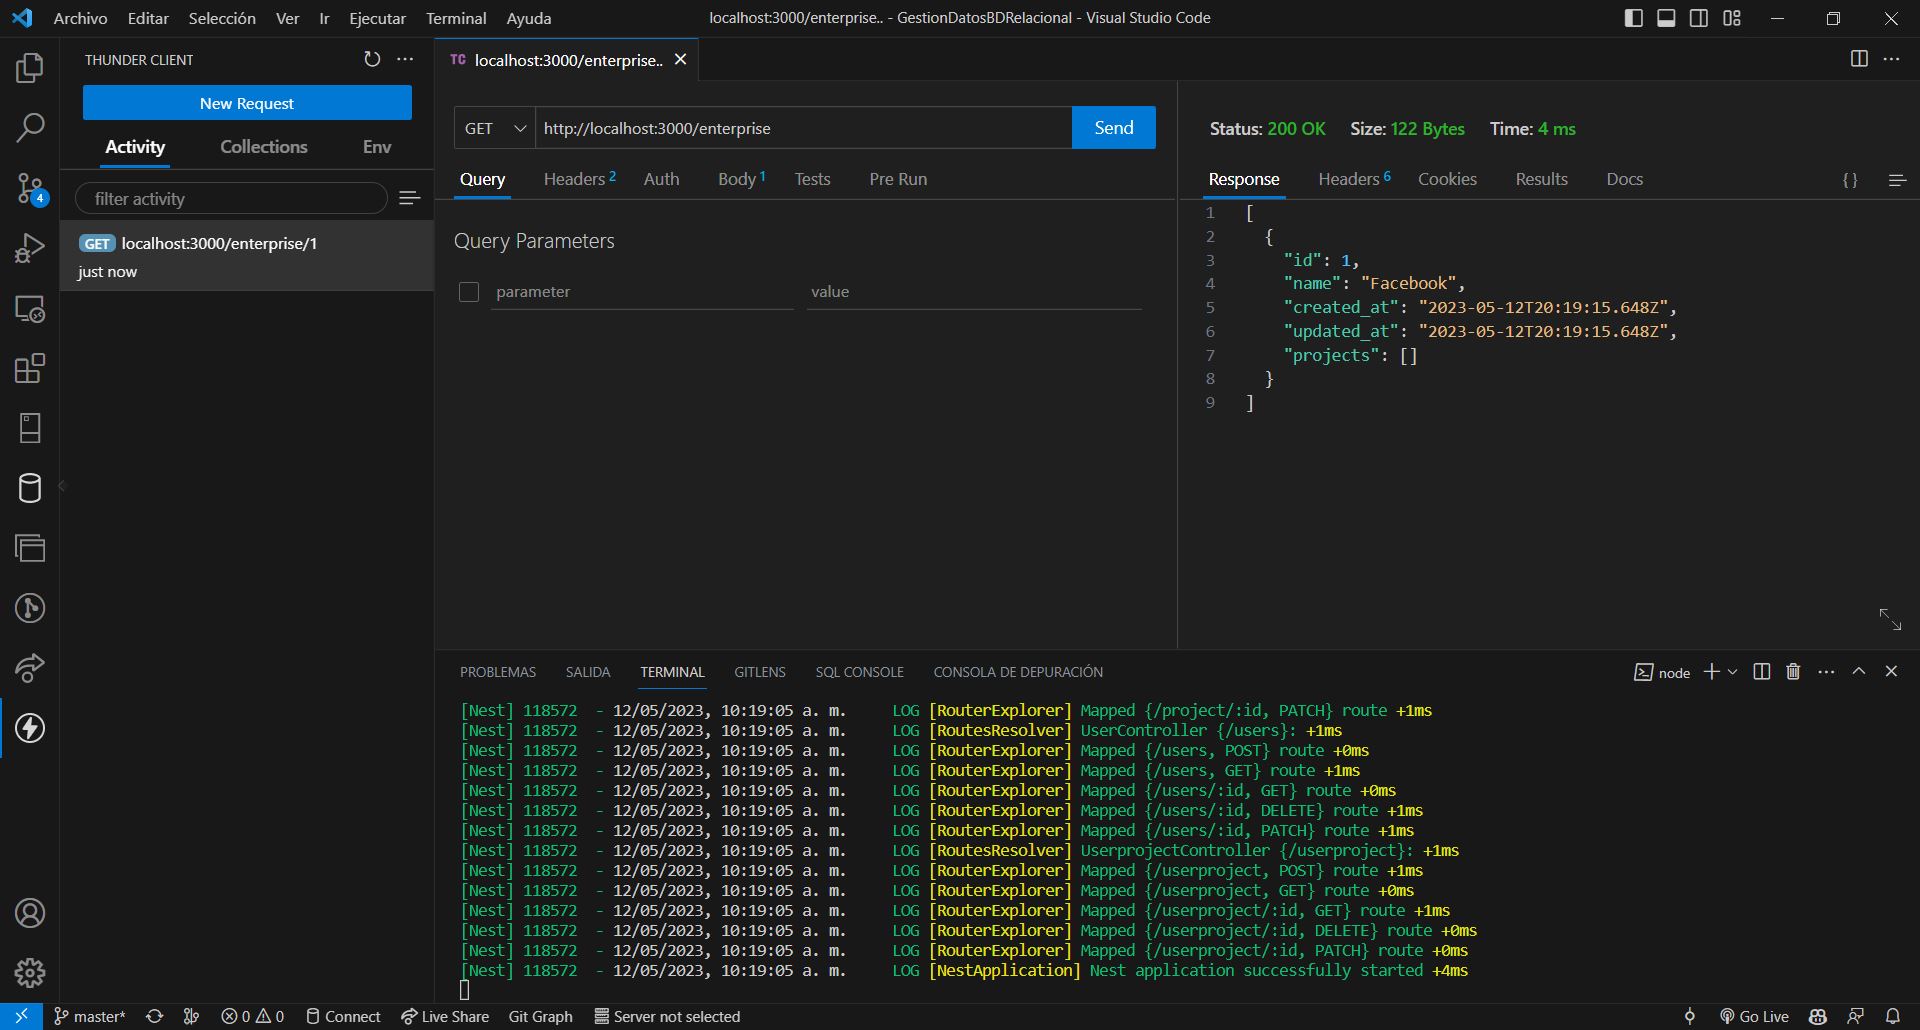 Archivo Editar Selección Ver Ir Ejecutar Terminal Ayuda
localhost:3000/enterprise.. - GestionDatosBDRelacional - Visual Studio Code
THUNDER CLIENT
New Request
Activity Collections Env
filter activity
GET localhost:3000/enterprise/1
just now
4
TC localhost:3000/enterprise..
GET http://localhost:3000/enterprise Send
Query Headers 2 Auth Body 1 Tests Pre Run
Query Parameters
parameter value
Status: 200 OK Size: 122 Bytes Time: 4 ms
Response Headers 6 Cookies Results Docs {}
1 [
2 {
3 "id": 1,
4 "name": "Facebook",
5 "created_at": "2023-05-12T20:19:15.648Z",
6 "updated_at": "2023-05-12T20:19:15.648Z",
7 "projects": []
8 }
9 ]
PROBLEMAS SALIDA TERMINAL GITLENS SQL CONSOLE CONSOLA DE DEPURACIÓN
node
[Nest] 118572 - 12/05/2023, 10:19:05 a. m. LOG [RouterExplorer] Mapped {/project/:id, PATCH} route +1ms
[Nest] 118572 - 12/05/2023, 10:19:05 a. m. LOG [RoutesResolver] UserController {/users}: +1ms
[Nest] 118572 - 12/05/2023, 10:19:05 a. m. LOG [RouterExplorer] Mapped {/users, POST} route +0ms
[Nest] 118572 - 12/05/2023, 10:19:05 a. m. LOG [RouterExplorer] Mapped {/users, GET} route +1ms
[Nest] 118572 - 12/05/2023, 10:19:05 a. m. LOG [RouterExplorer] Mapped {/users/:id, GET} route +0ms
[Nest] 118572 - 12/05/2023, 10:19:05 a. m. LOG [RouterExplorer] Mapped {/users/:id, DELETE} route +1ms
[Nest] 118572 - 12/05/2023, 10:19:05 a. m. LOG [RouterExplorer] Mapped {/users/:id, PATCH} route +1ms
[Nest] 118572 - 12/05/2023, 10:19:05 a. m. LOG [RoutesResolver] UserprojectController {/userproject}: +1ms
[Nest] 118572 - 12/05/2023, 10:19:05 a. m. LOG [RouterExplorer] Mapped {/userproject, POST} route +1ms
[Nest] 118572 - 12/05/2023, 10:19:05 a. m. LOG [RouterExplorer] Mapped {/userproject, GET} route +0ms
[Nest] 118572 - 12/05/2023, 10:19:05 a. m. LOG [RouterExplorer] Mapped {/userproject/:id, GET} route +1ms
[Nest] 118572 - 12/05/2023, 10:19:05 a. m. LOG [RouterExplorer] Mapped {/userproject/:id, DELETE} route +0ms
[Nest] 118572 - 12/05/2023, 10:19:05 a. m. LOG [RouterExplorer] Mapped {/userproject/:id, PATCH} route +0ms
[Nest] 118572 - 12/05/2023, 10:19:05 a. m. LOG [NestApplication] Nest application successfully started +4ms
master* 0 0 Connect Live Share Git Graph Server not selected Go Live